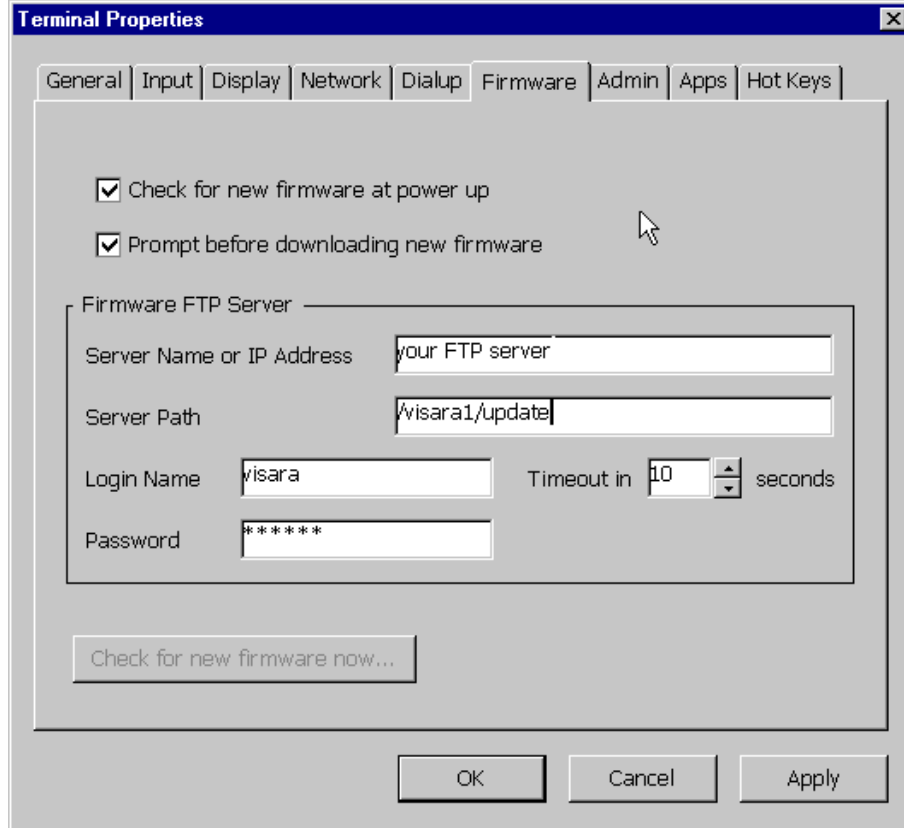 Terminal Properties
General Input Display Network Dialup Firmware Admin Apps Hot Keys
Check for new firmware at power up
Prompt before downloading new firmware
Firmware FTP Server
Server Name or IP Address your FTP server
Server Path /visara1/update
Login Name visara Timeout in 10 seconds
Password ******
Check for new firmware now...
OK Cancel Apply